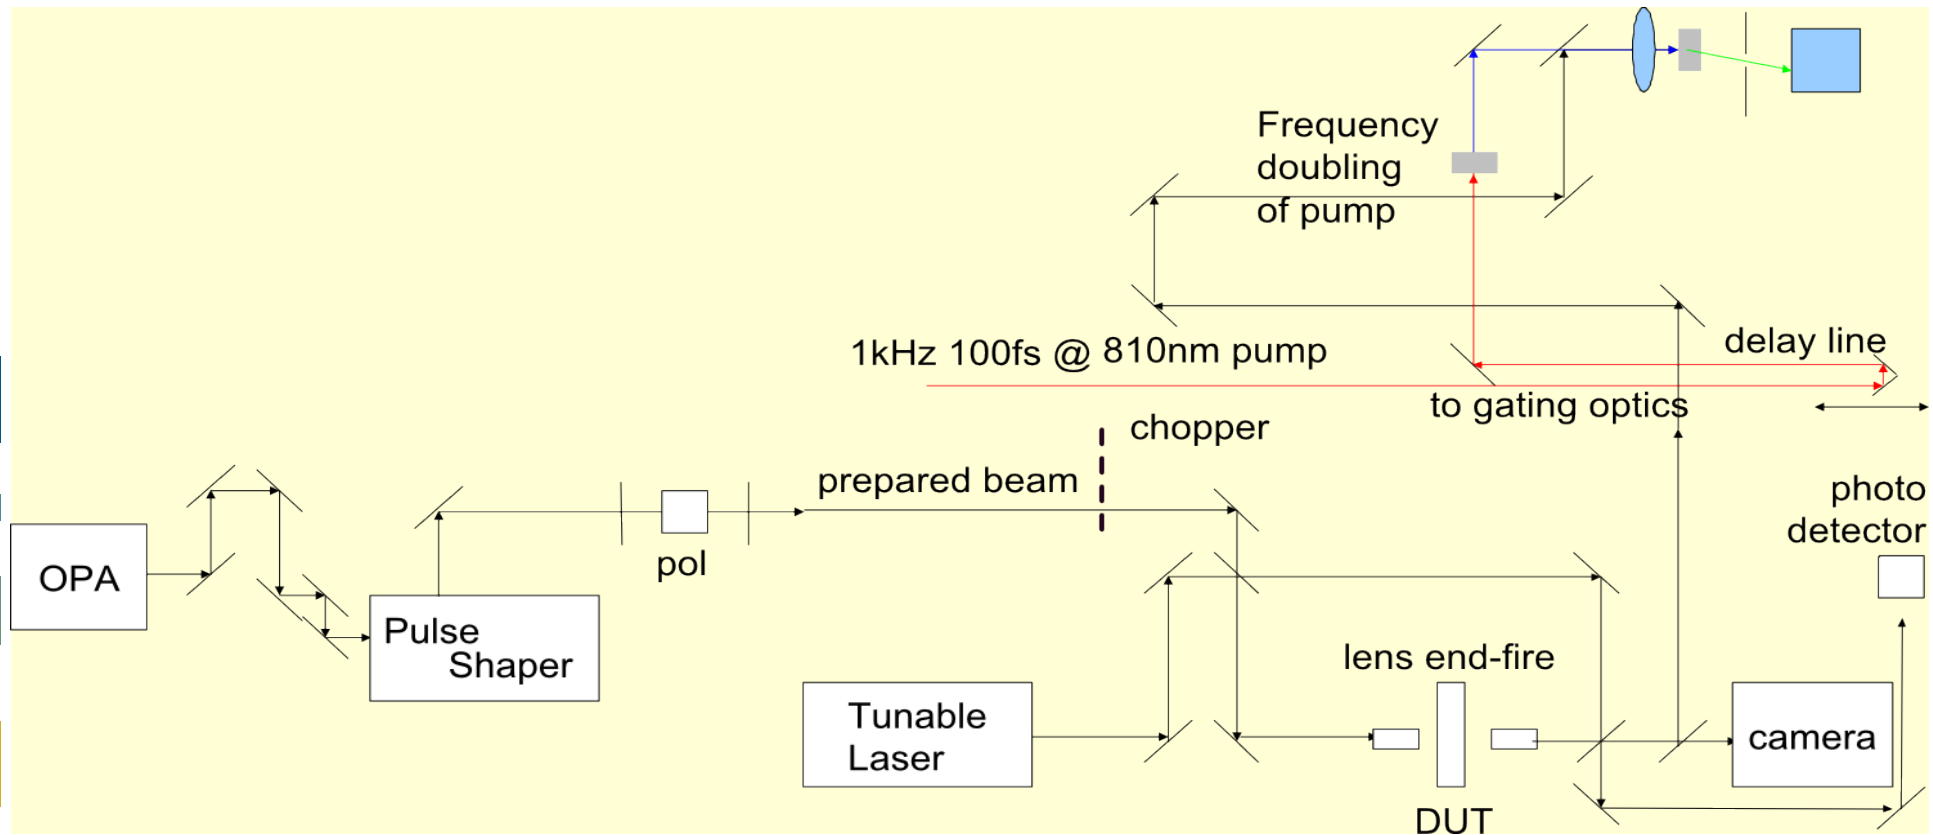 Frequency
doubling
of pump
1kHz 100fs @ 810nm pump
delay line
to gating optics
chopper
prepared beam
photo
detector
pol
OPA
Pulse
Shaper
lens end-fire
Tunable
Laser
camera
DUT